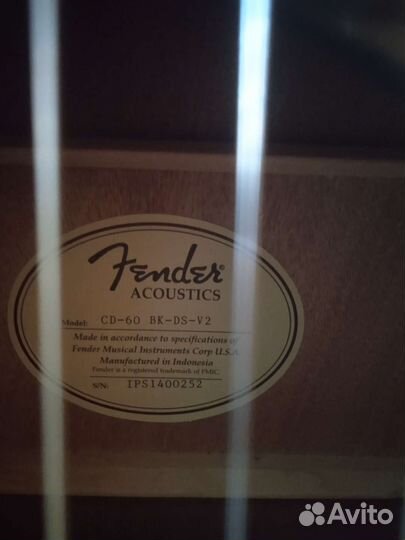 Fender®
ACOUSTICS
Model: CD-60 BK-DS-V2
Made in accordance to specifications of
Fender Musical Instruments Corp U.S.A.
Manufactured in Indonesia
Fender is a registered trademark of FMIC.
S/N: IPS1400252
Avito